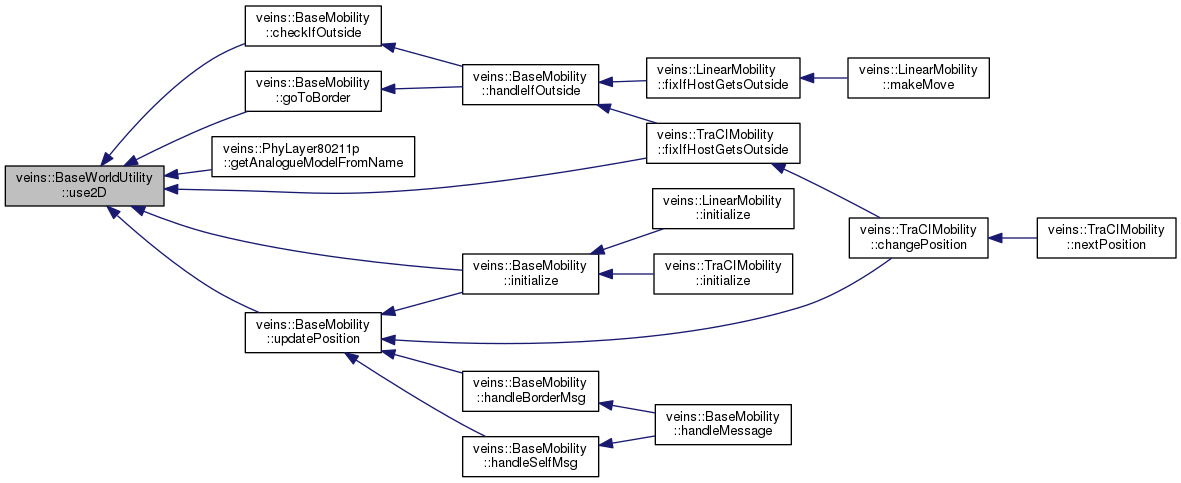 veins::BaseMobility
::checkIfOutside
veins::BaseMobility
::goToBorder
veins::PhyLayer80211p
::getAnalogueModelFromName
veins::BaseWorldUtility
::use2D
veins::BaseMobility
::handleIfOutside
veins::LinearMobility
::fixIfHostGetsOutside
veins::LinearMobility
::makeMove
veins::TraCIMobility
::fixIfHostGetsOutside
veins::LinearMobility
::initialize
veins::BaseMobility
::initialize
veins::TraCIMobility
::initialize
veins::TraCIMobility
::changePosition
veins::TraCIMobility
::nextPosition
veins::BaseMobility
::updatePosition
veins::BaseMobility
::handleBorderMsg
veins::BaseMobility
::handleMessage
veins::BaseMobility
::handleSelfMsg